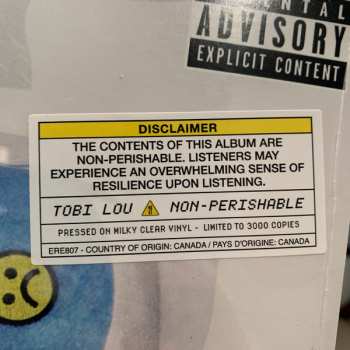 ADVISORY
EXPLICIT CONTENT
DISCLAIMER
THE CONTENTS OF THIS ALBUM ARE
NON-PERISHABLE. LISTENERS MAY
EXPERIENCE AN OVERWHELMING SENSE OF
RESILIENCE UPON LISTENING.
TOBI LOU NON-PERISHABLE
PRESSED ON MILKY CLEAR VINYL - LIMITED TO 3000 COPIES
ERE807 - COUNTRY OF ORIGIN: CANADA / PAYS D'ORIGINE: CANADA